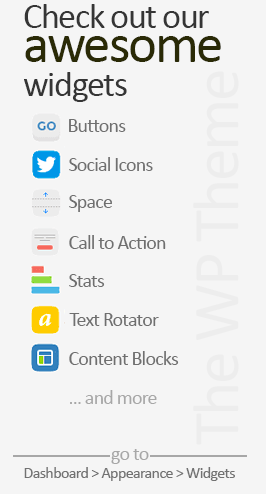 Check out our
awesome
widgets
GO Buttons
Social Icons
Space
Call to Action
Stats
a Text Rotator
Content Blocks
... and more
The WP Theme
go to
Dashboard > Appearance > Widgets